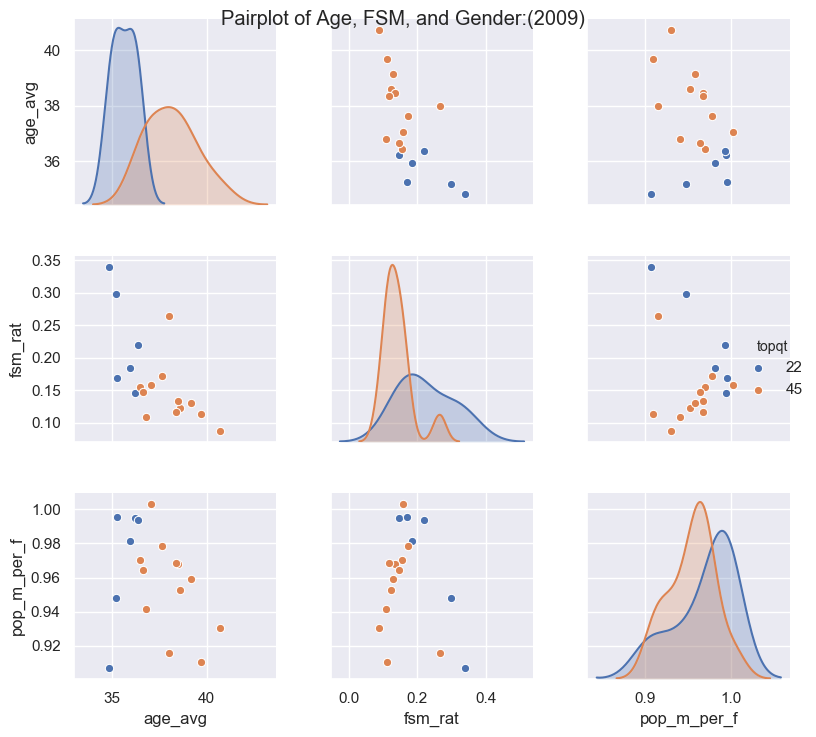 Pairplot of Age, FSM, and Gender:(2009)
40
38
36
age_avg
0.35
0.30
0.25
0.20
0.15
0.10
fsm_rat
topqt
22
45
1.00
0.98
0.96
0.94
0.92
pop_m_per_f
35 40
0.0 0.2 0.4
0.9 1.0
age_avg
fsm_rat
pop_m_per_f